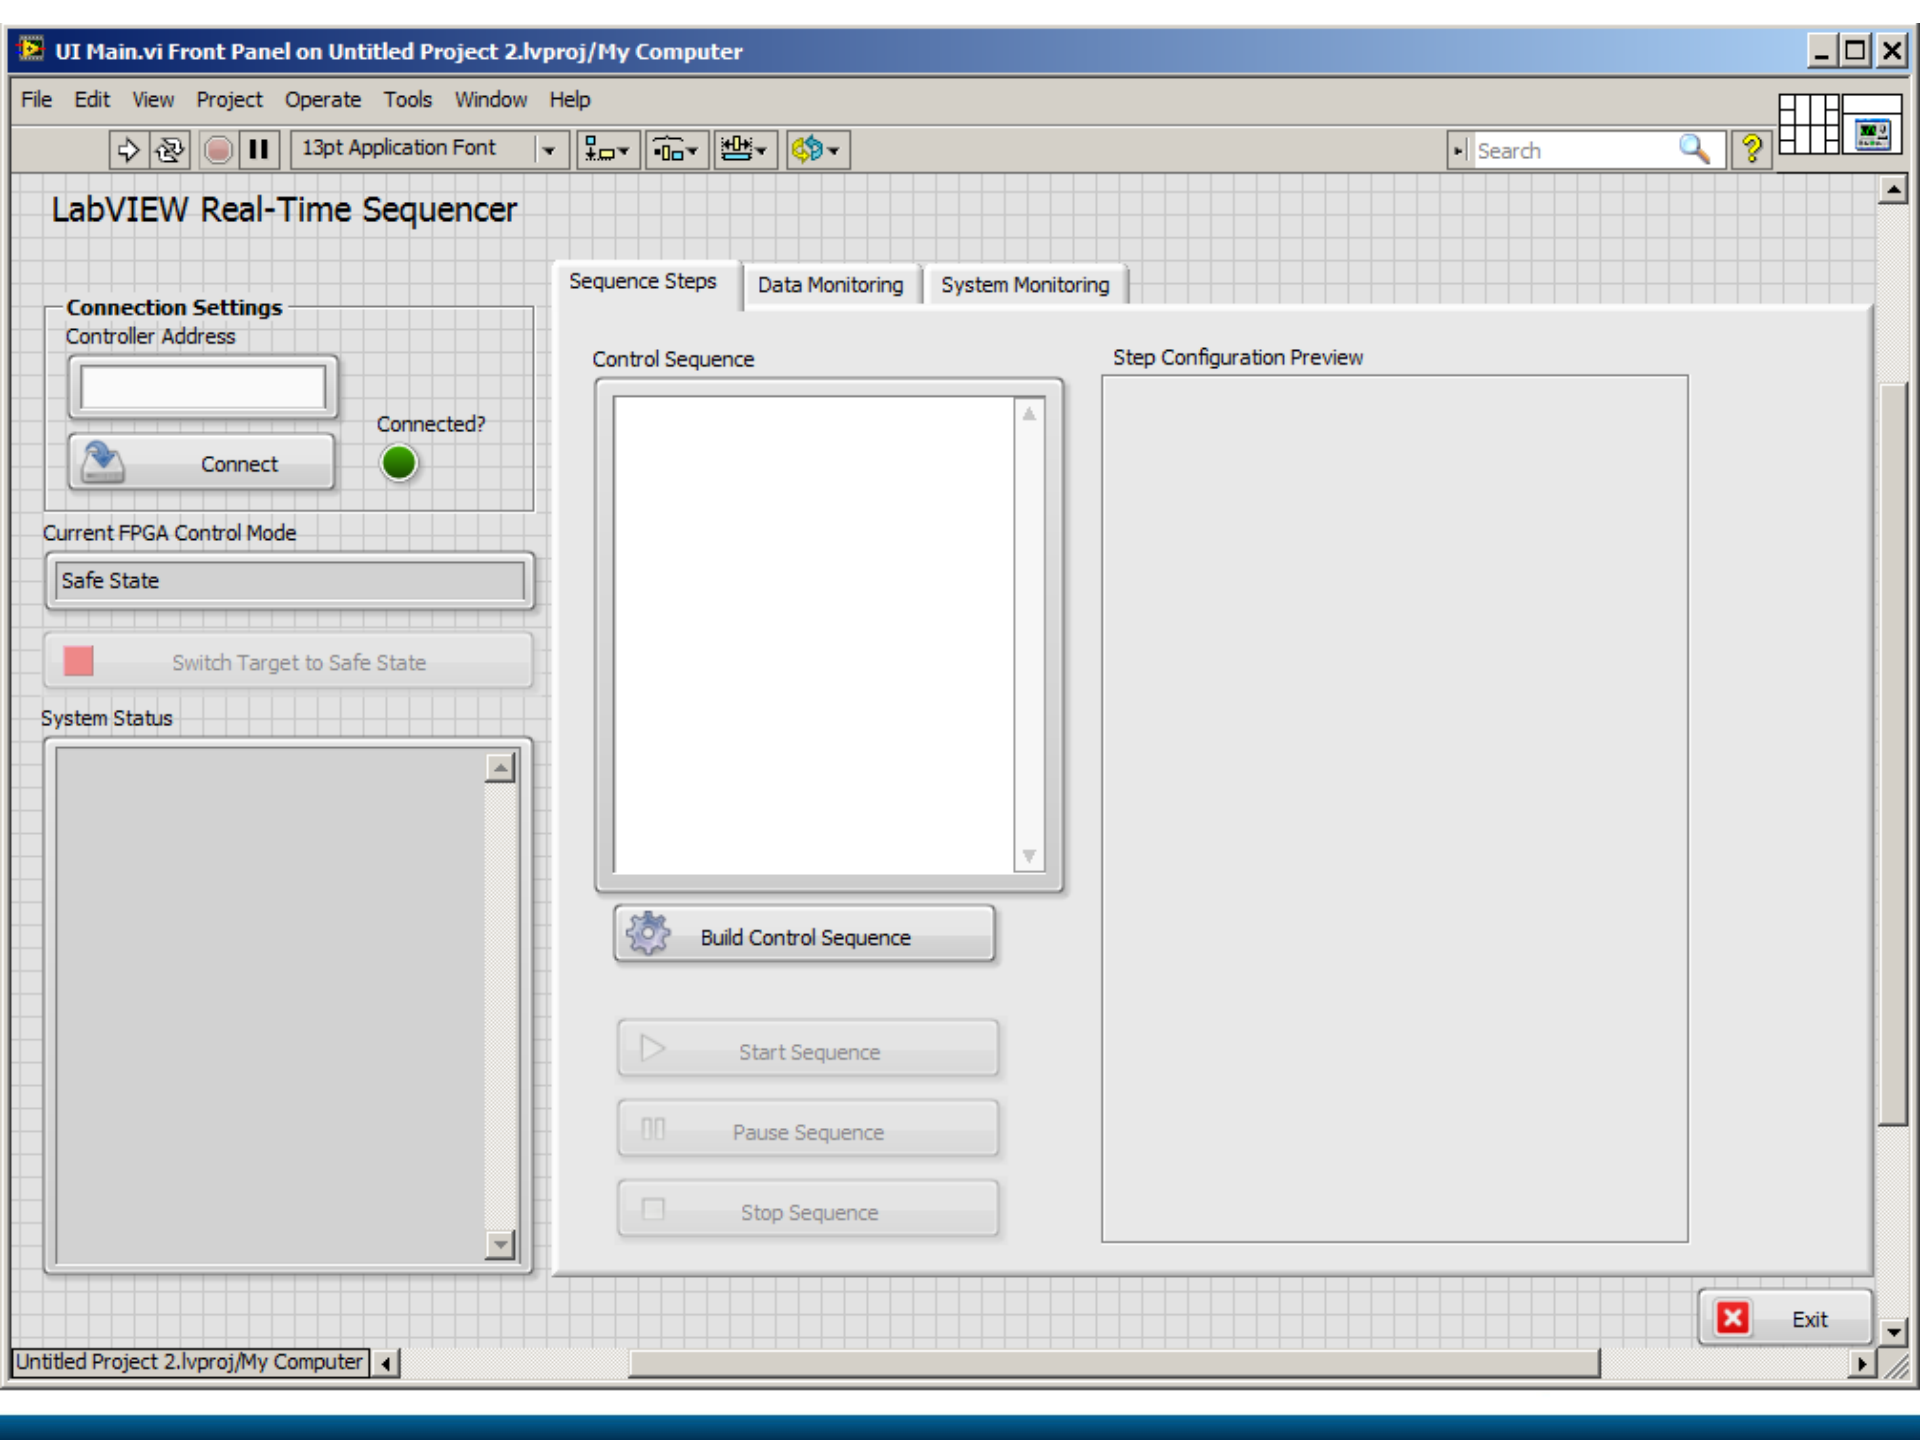 UI Main.vi Front Panel on Untitled Project 2.lvproj/My Computer
File Edit View Project Operate Tools Window Help
13pt Application Font
Search
LabVIEW Real-Time Sequencer
Sequence Steps
Data Monitoring
System Monitoring
Connection Settings
Controller Address
Connected?
Connect
Current FPGA Control Mode
Safe State
Switch Target to Safe State
System Status
Control Sequence
Step Configuration Preview
Build Control Sequence
Start Sequence
Pause Sequence
Stop Sequence
Exit
Untitled Project 2.lvproj/My Computer